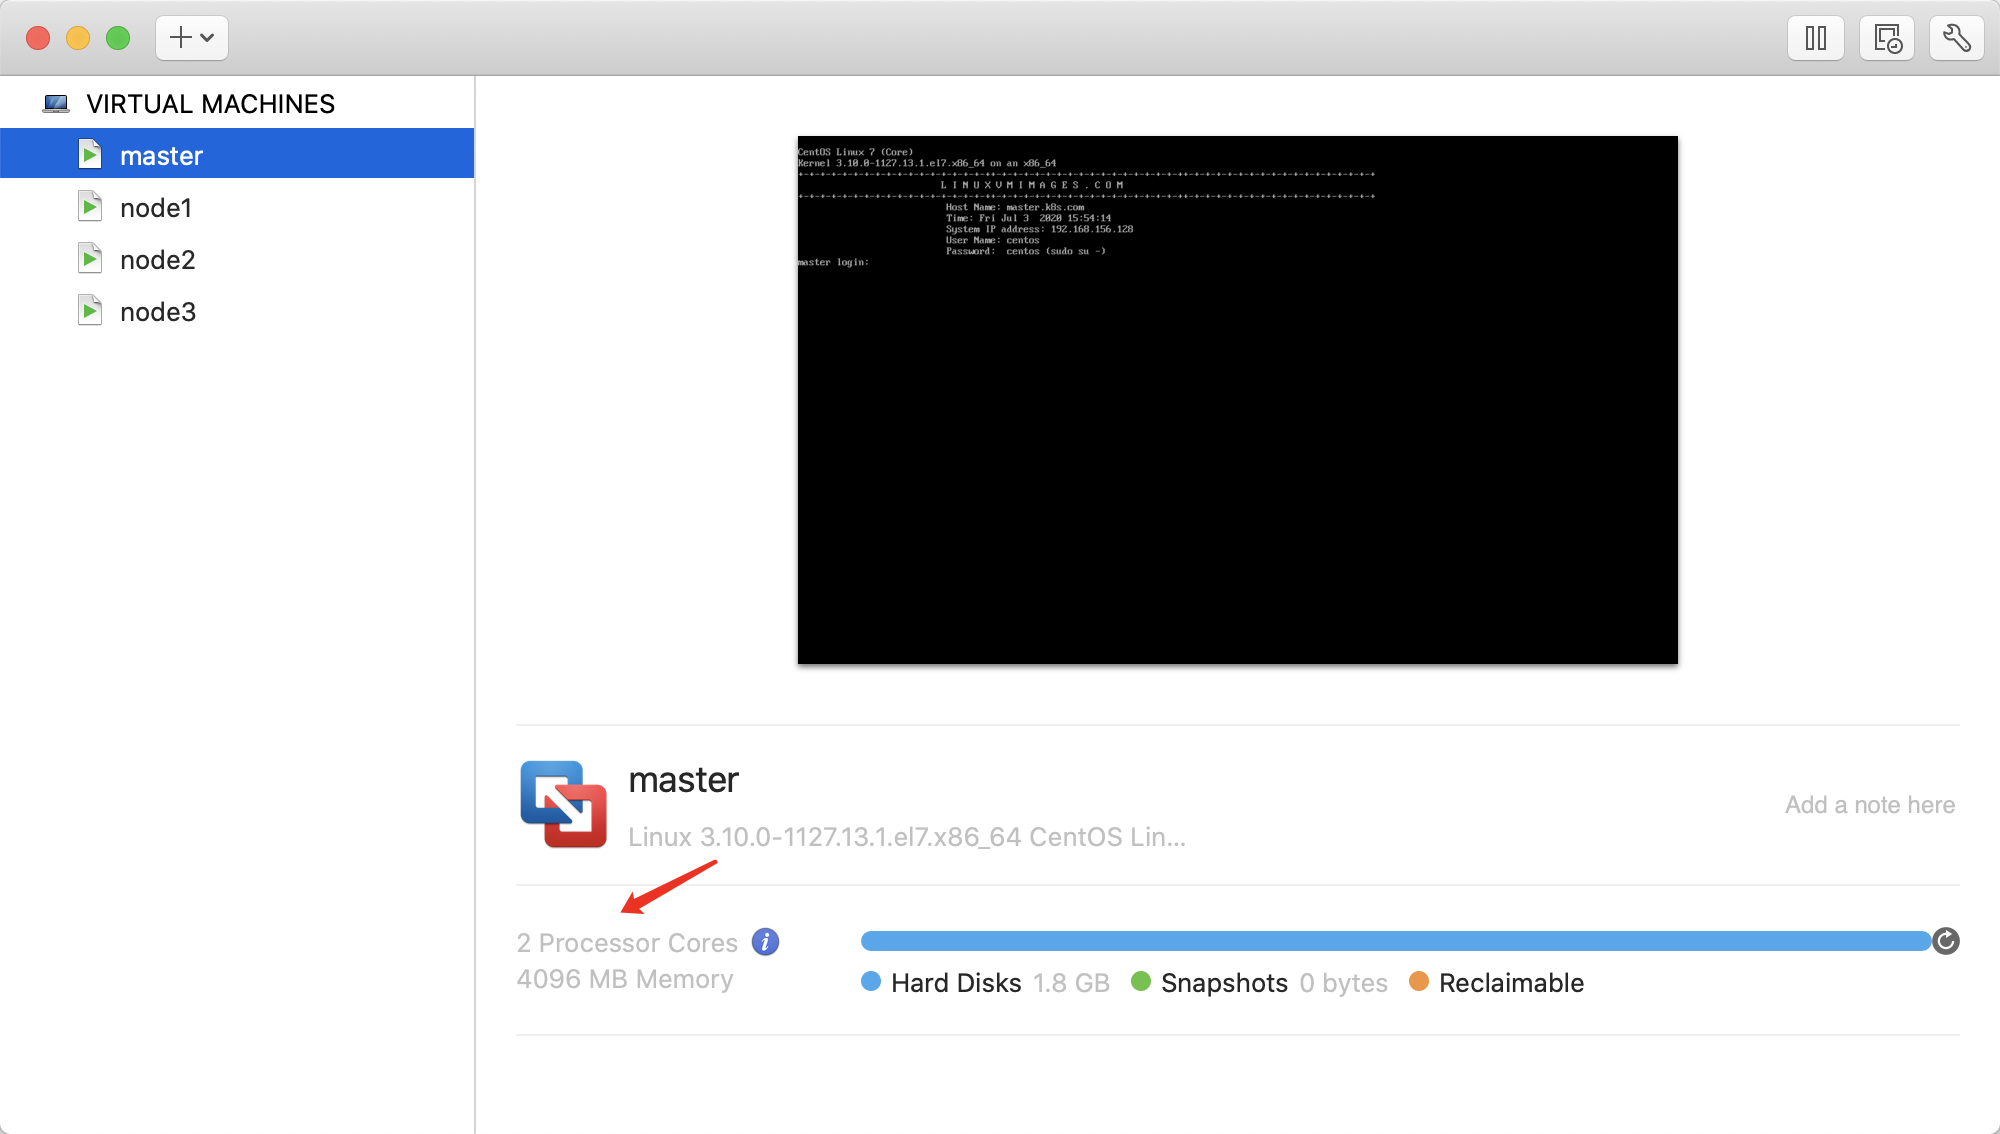 VIRTUAL MACHINES
master
node1
node2
node3
CentOS Linux 7 (Core)
Kernel 3.10.0-1127.13.1.el7.x86_64 on an x86_64
L I N U X V M I M A G E S . C O M
Host Name: master.k8s.com
Time: Fri Jul 3  2020 15:54:14
System IP address: 192.168.156.128
User Name: centos
Password:  centos (sudo su -)
master login:
master
Linux 3.10.0-1127.13.1.el7.x86_64 CentOS Lin...
Add a note here
2 Processor Cores
4096 MB Memory
Hard Disks 1.8 GB Snapshots 0 bytes Reclaimable